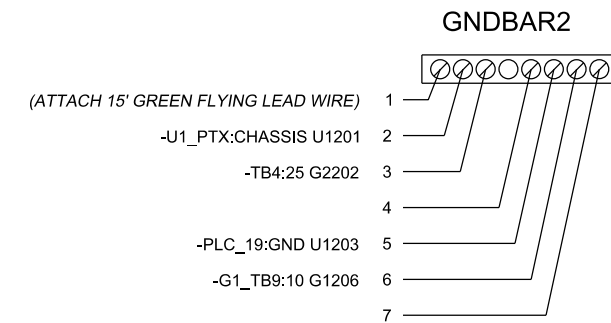 GNDBAR2
(ATTACH 15' GREEN FLYING LEAD WIRE) 1
-U1_PTX:CHASSIS U1201 2
-TB4:25 G2202 3
4
-PLC_19:GND U1203 5
-G1_TB9:10 G1206 6
7